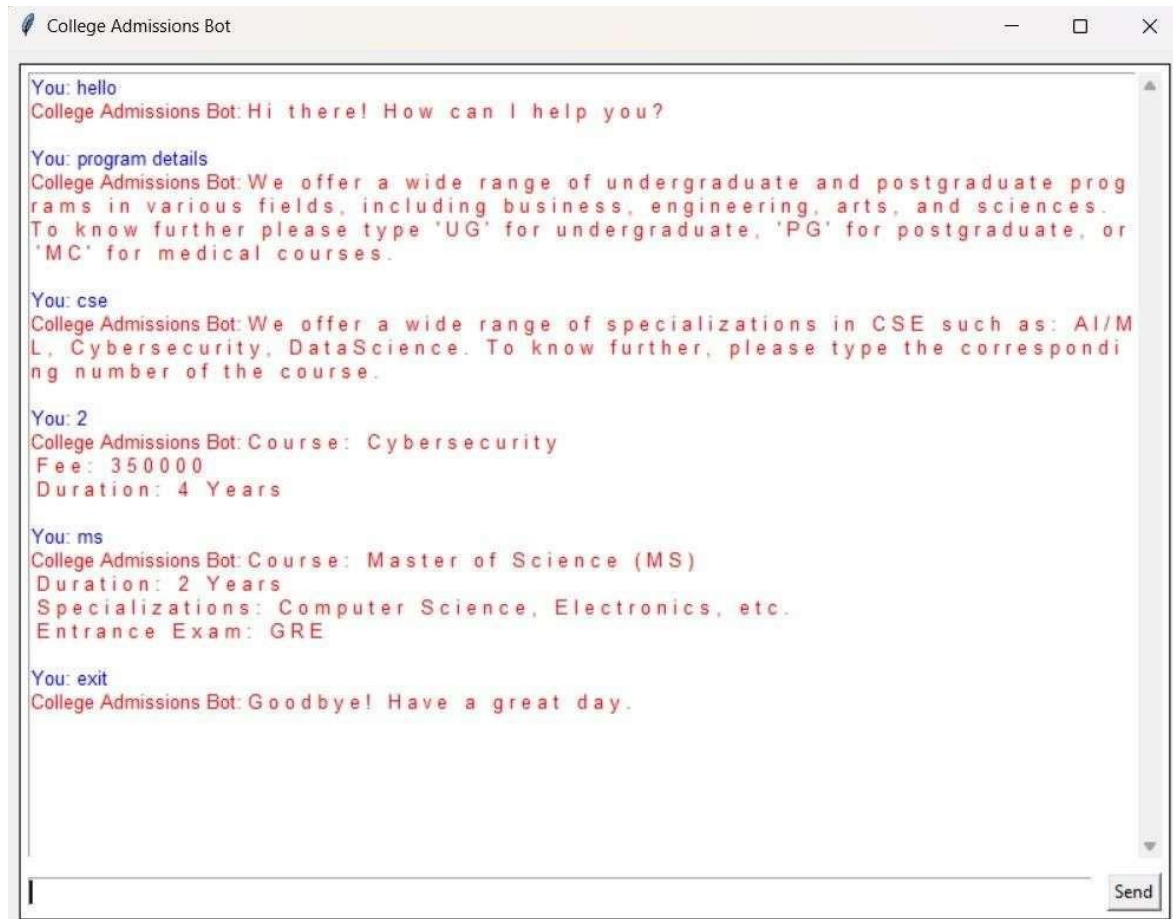 College Admissions Bot
You: hello
College Admissions Bot: Hi there! How can I help you?
You: program details
College Admissions Bot: We offer a wide range of undergraduate and postgraduate prog
rams in various fields, including business, engineering, arts, and sciences.
To know further please type 'UG' for undergraduate, 'PG' for postgraduate, or
'MC' for medical courses.
You: cse
College Admissions Bot: We offer a wide range of specializations in CSE such as: AI/M
L, Cybersecurity, DataScience. To know further, please type the correspondi
ng number of the course.
You: 2
College Admissions Bot: Course: Cybersecurity
Fee: 350000
Duration: 4 Years
You: ms
College Admissions Bot: Course: Master of Science (MS)
Duration: 2 Years
Specializations: Computer Science, Electronics, etc.
Entrance Exam: GRE
You: exit
College Admissions Bot: Goodbye! Have a great day.
Send